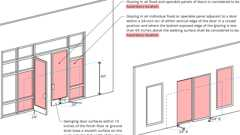 Glazing in all fixed and operable panels of doors is considered to be a
hazardous location.
Glazing in an individual fixed or operable panel adjacent to a door
within a 24-inch arc of either vertical edge of the door in a closed
position and where the bottom exposed edge of the glazing is less
than 60 inches above the walking surface shall be considered to be
hazardous location.
Swinging door surfaces within 10
inches of the finish floor or ground
shall have a smooth surface on the